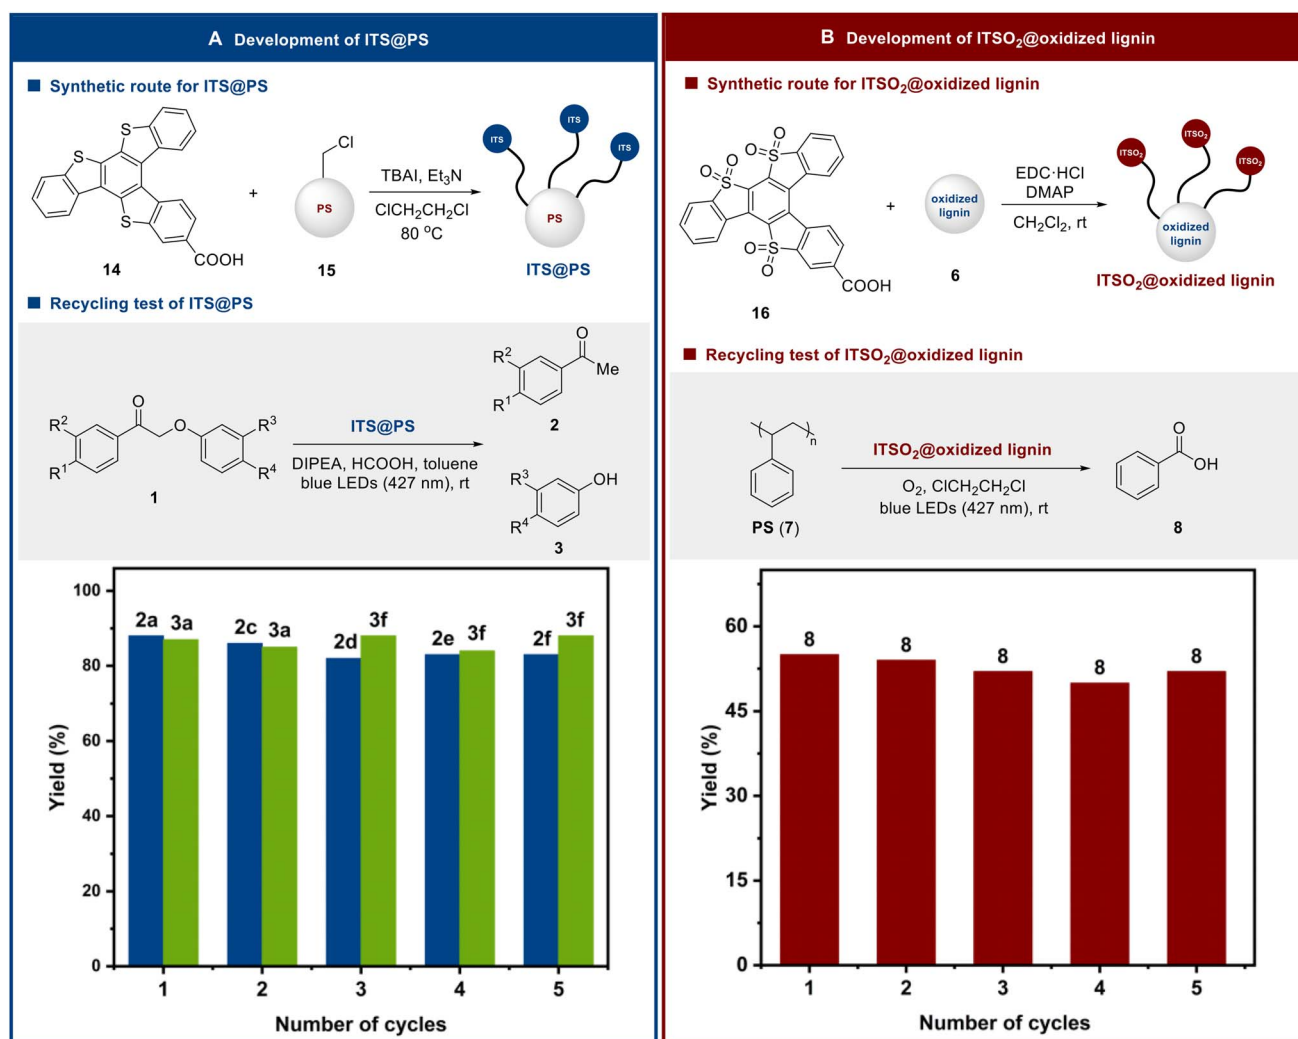 A Development of ITS@PS
■ Synthetic route for ITS@PS
S
S
S
COOH
14
+
Cl
PS
15
TBAI, Et₃N
ClCH₂CH₂Cl
80 °C
ITS
ITS
ITS
PS
ITS@PS
■ Recycling test of ITS@PS
R²
R¹
O
O
R³
R⁴
1
ITS@PS
DIPEA, HCOOH, toluene
blue LEDs (427 nm), rt
R²
R¹
O
Me
2
R³
R⁴
OH
3
Yield (%)
100
80
60
40
20
0
2a 3a
2c 3a
2d 3f
2e 3f
2f 3f
1 2 3 4 5
Number of cycles
B Development of ITSO₂@oxidized lignin
■ Synthetic route for ITSO₂@oxidized lignin
O
S
O
O
S
O
O
S
O
COOH
16
+
oxidized
lignin
6
EDC·HCl
DMAP
CH₂Cl₂, rt
ITSO₂
ITSO₂
ITSO₂
oxidized
lignin
ITSO₂@oxidized lignin
■ Recycling test of ITSO₂@oxidized lignin
( )n
PS (7)
ITSO₂@oxidized lignin
O₂, ClCH₂CH₂Cl
blue LEDs (427 nm), rt
O
OH
8
Yield (%)
60
45
30
15
0
8 8 8 8 8
1 2 3 4 5
Number of cycles